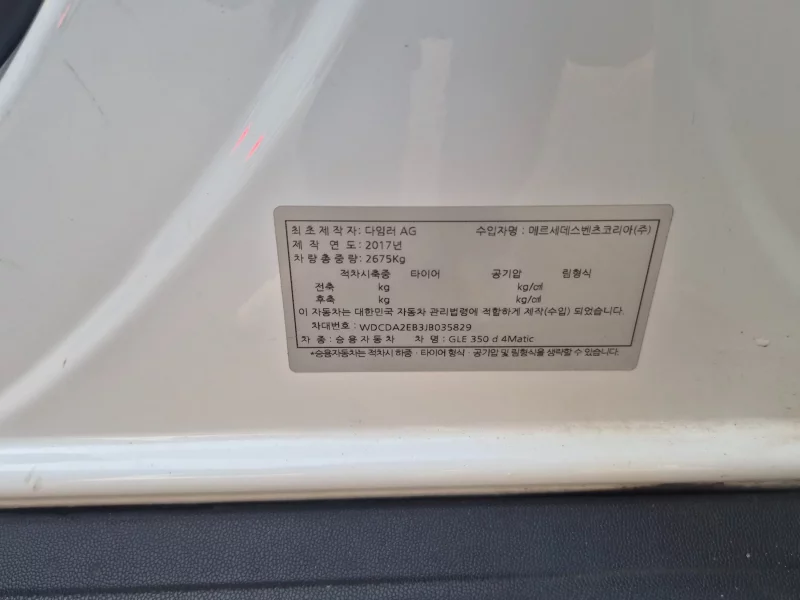 최초제작자: 다임러 AG 수입자명 : 메르세데스벤츠코리아(주)
제 작 연 도: 2017년
차량총중량: 2675Kg
적차시축중 타이어 공기압 림형식
전축 kg kg/㎠
후축 kg kg/㎠
이 자동차는 대한민국 자동차 관리법령에 적합하게 제작(수입) 되었습니다.
차대번호 : WDCDA2EB3JB035829
차 종 : 승용자동차 차 명 : GLE 350 d 4Matic
*승용자동차는 적차시 하중 · 타이어 형식 · 공기압 및 림형식을 생략할 수 있습니다.